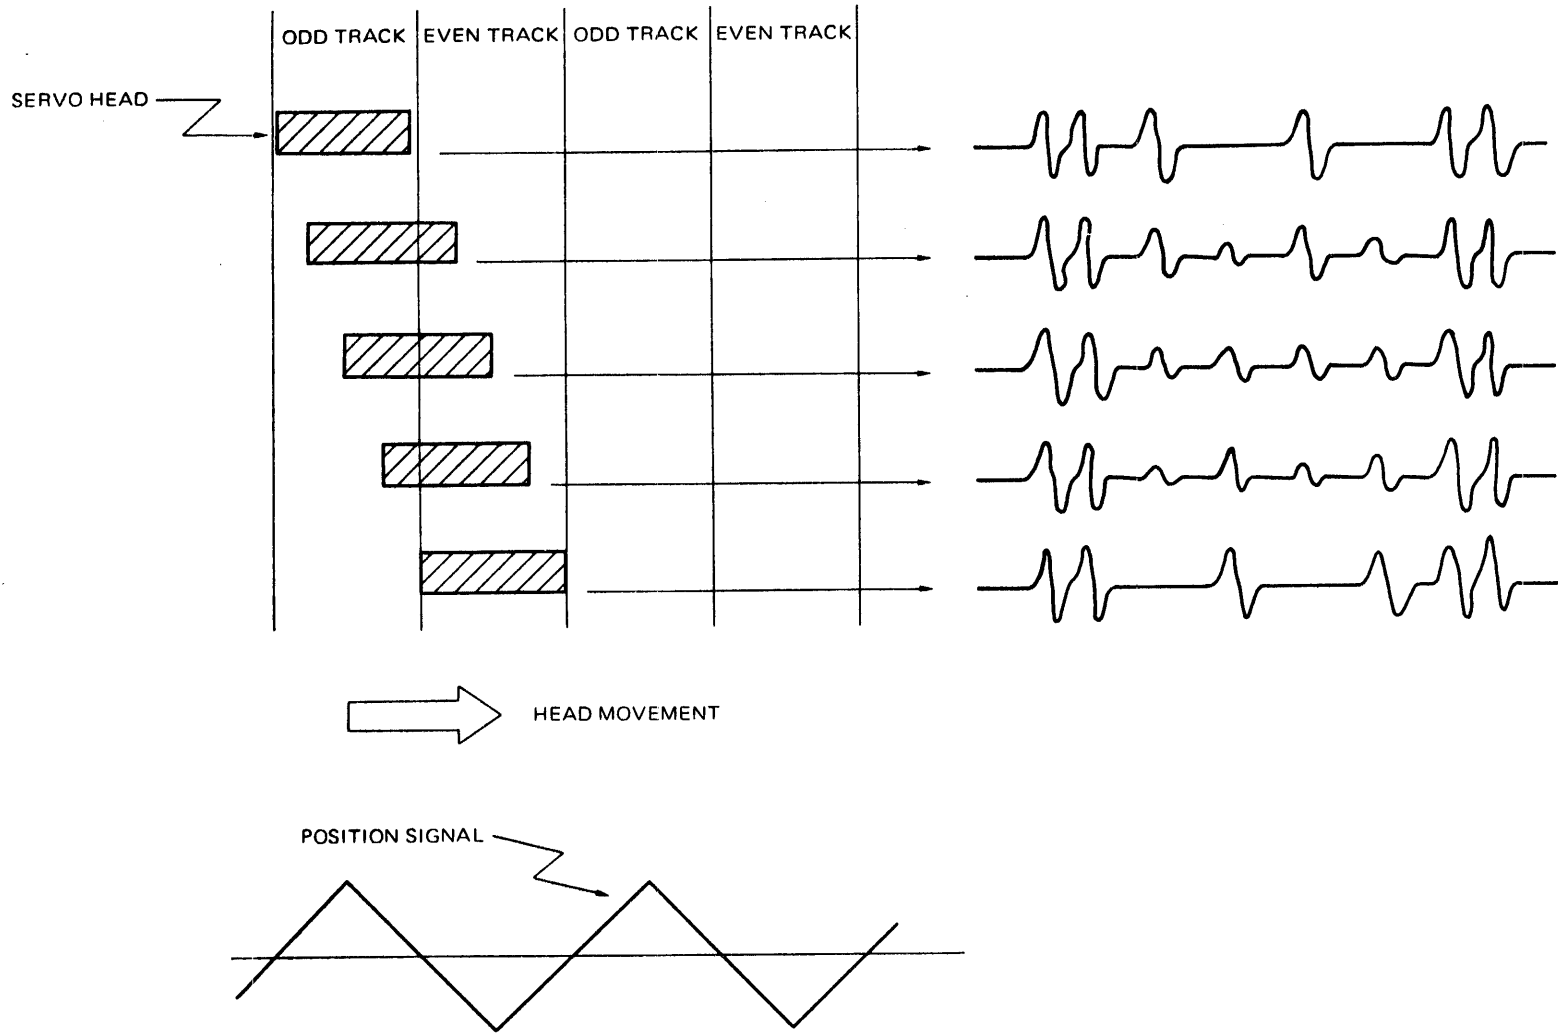 ODD TRACK EVEN TRACK ODD TRACK EVEN TRACK
SERVO HEAD
HEAD MOVEMENT
POSITION SIGNAL